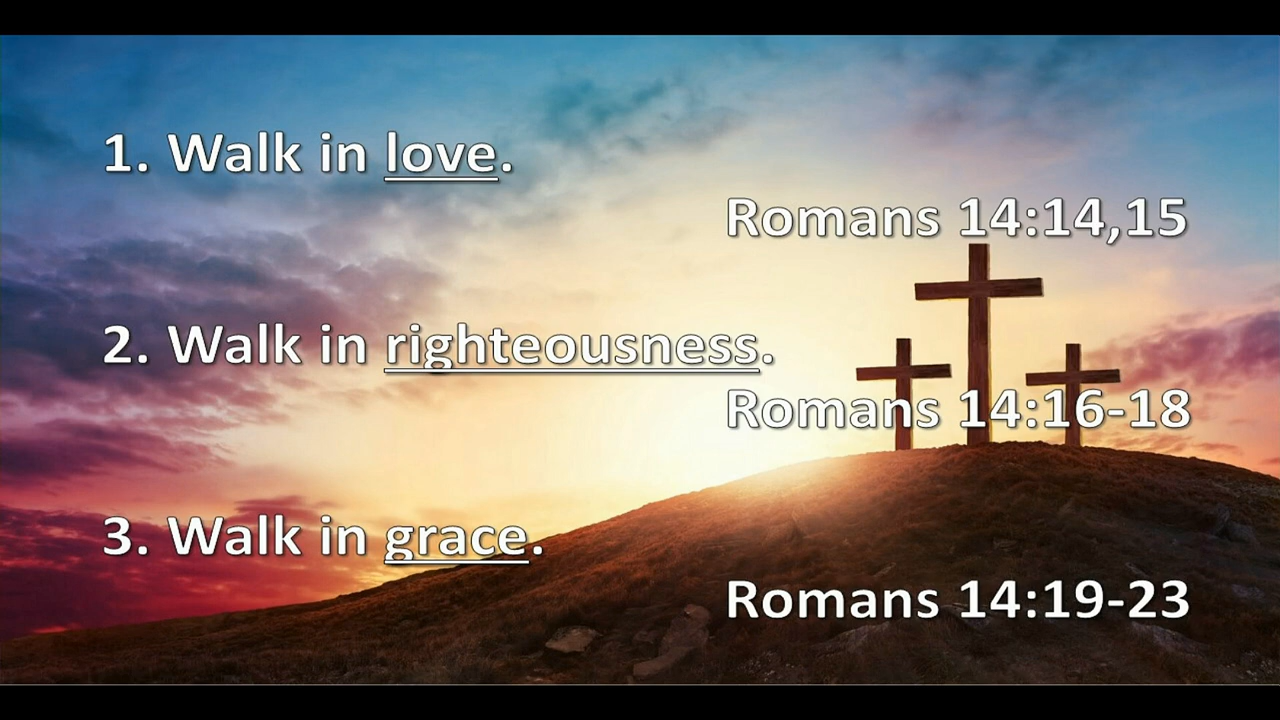 1. Walk in love.
Romans 14:14,15
2. Walk in righteousness.
Romans 14:16-18
3. Walk in grace.
Romans 14:19-23